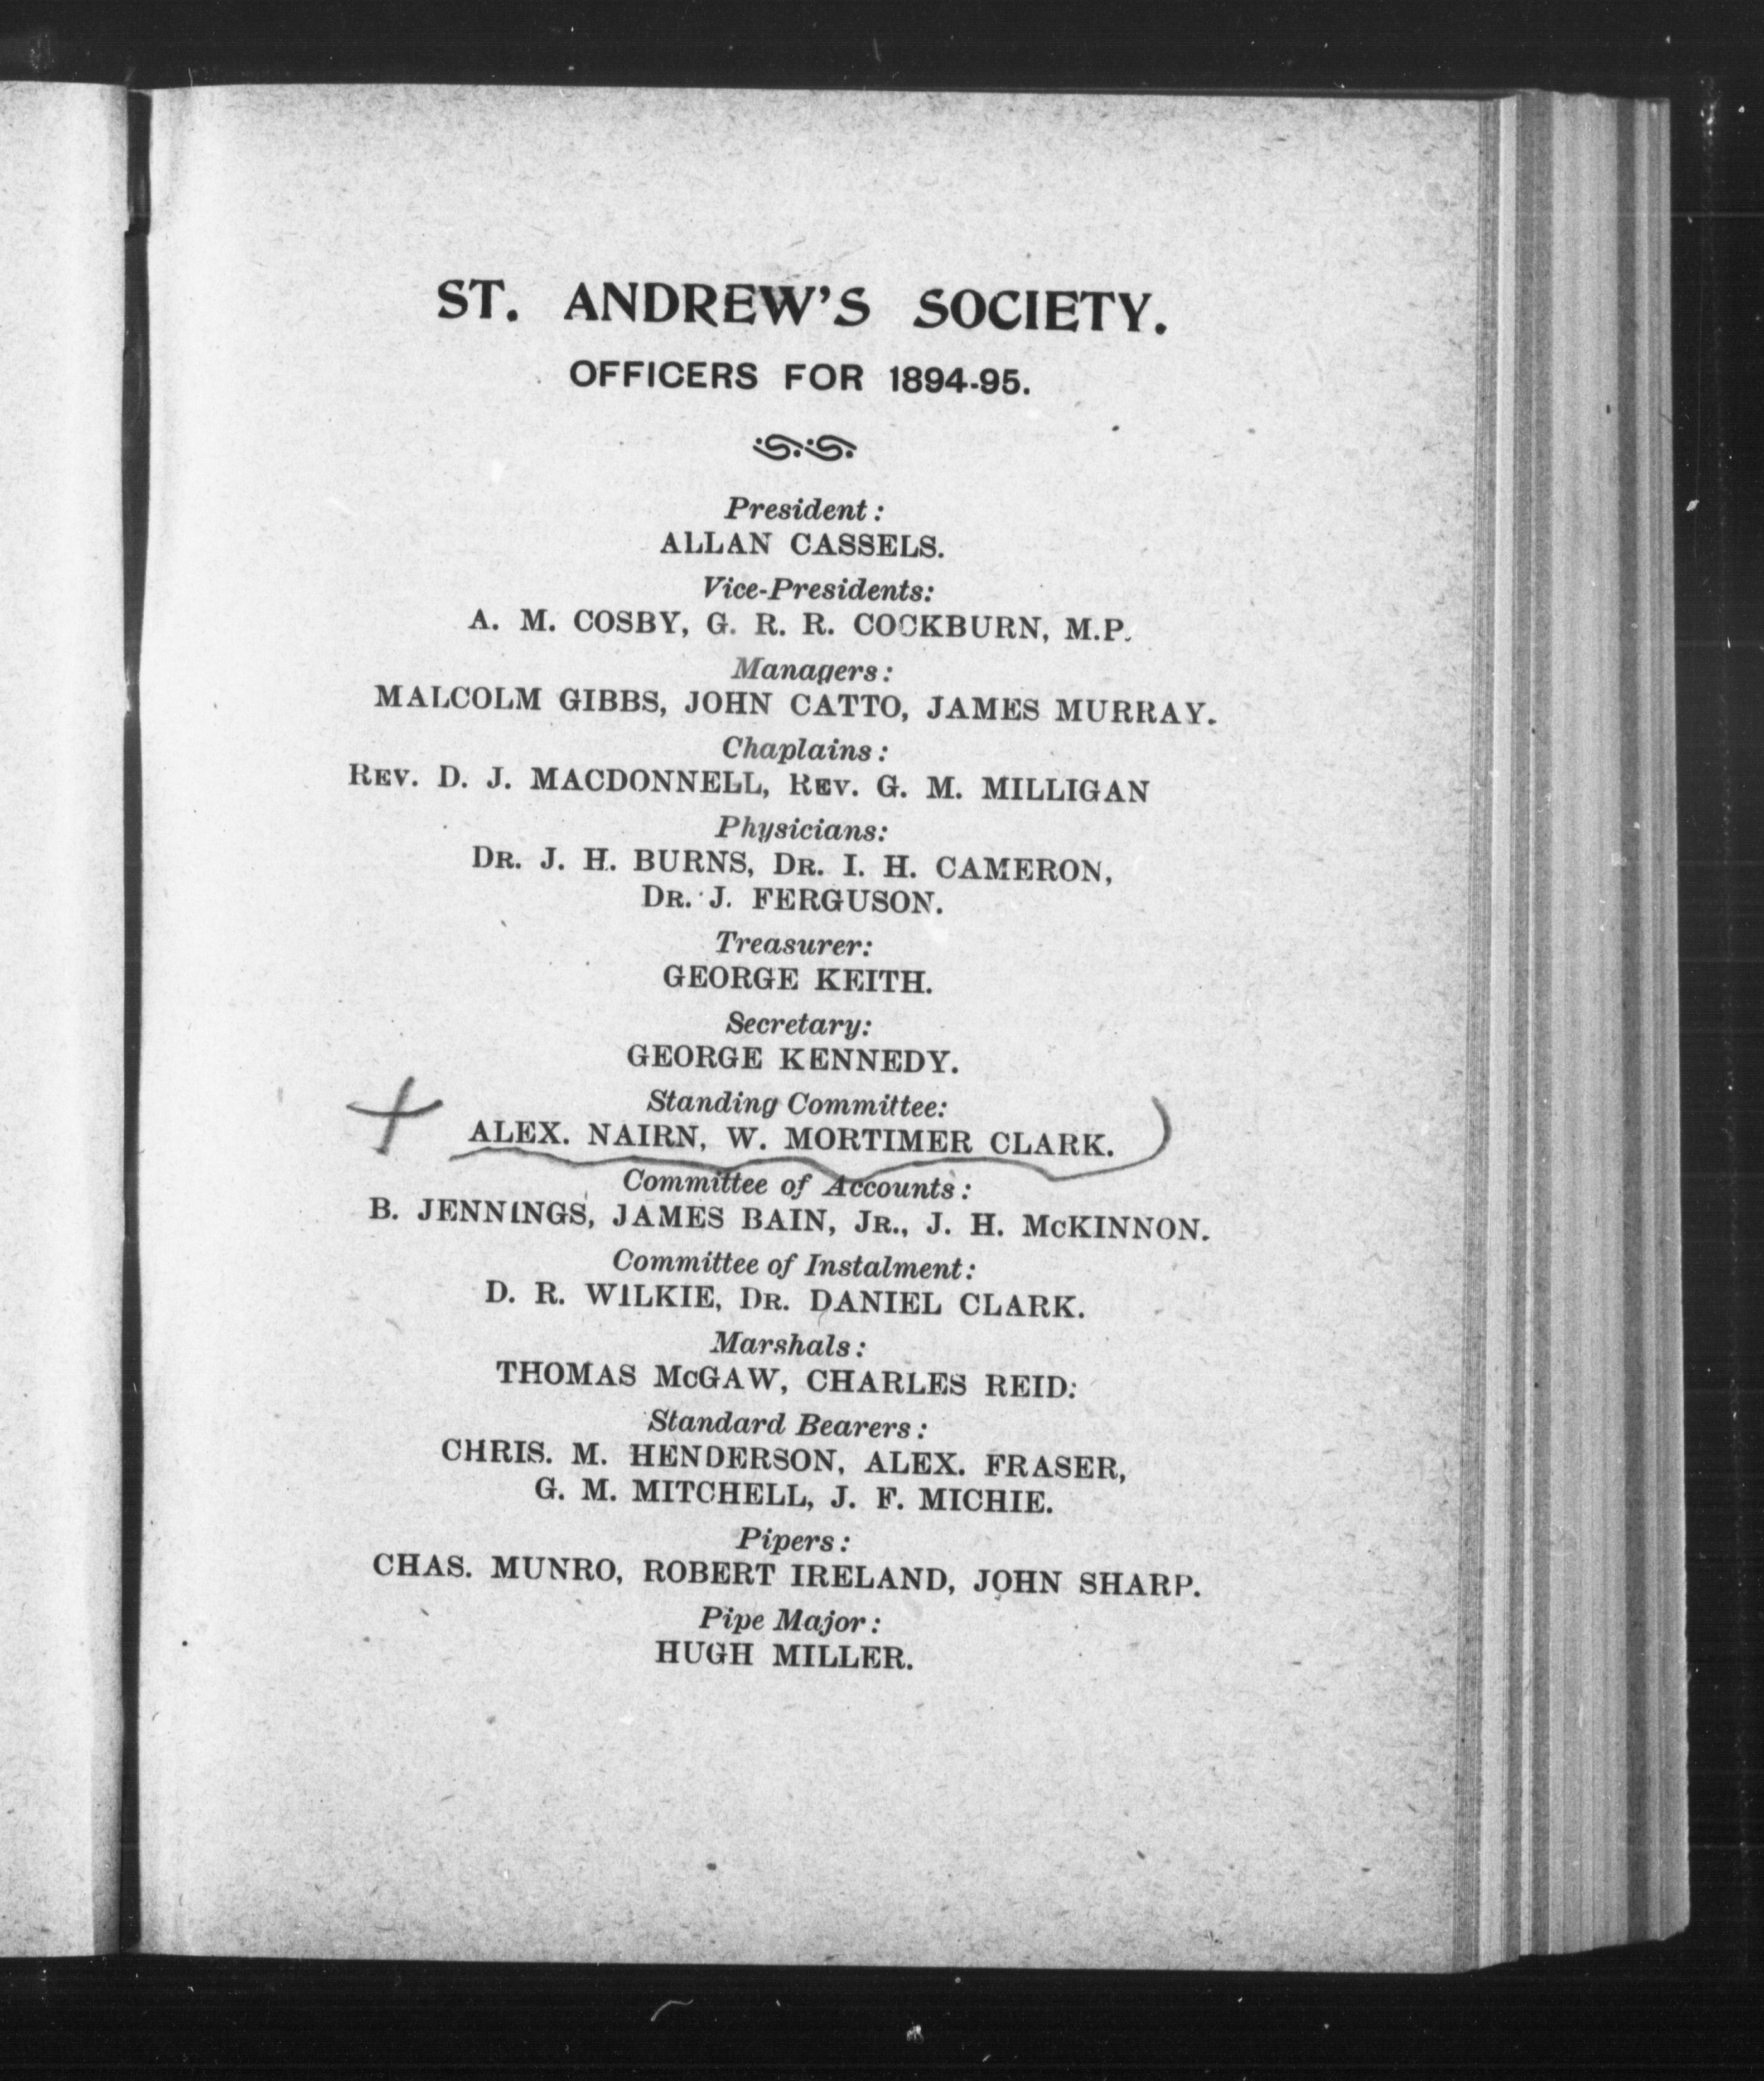 ST. ANDREW'S SOCIETY.
OFFICERS FOR 1894-95.
President:
ALLAN CASSELS.
Vice-Presidents:
A. M. COSBY, G. R. R. COCKBURN, M.P.
Managers:
MALCOLM GIBBS, JOHN CATTO, JAMES MURRAY.
Chaplains:
REV. D. J. MACDONNELL, REV. G. M. MILLIGAN
Physicians:
DR. J. H. BURNS, DR. I. H. CAMERON,
DR. J. FERGUSON.
Treasurer:
GEORGE KEITH.
Secretary:
GEORGE KENNEDY.
Standing Committee:
ALEX. NAIRN, W. MORTIMER CLARK.
Committee of Accounts:
B. JENNINGS, JAMES BAIN, JR., J. H. McKINNON.
Committee of Instalment:
D. R. WILKIE, DR. DANIEL CLARK.
Marshals:
THOMAS McGAW, CHARLES REID.
Standard Bearers:
CHRIS. M. HENDERSON, ALEX. FRASER,
G. M. MITCHELL, J. F. MICHIE.
Pipers:
CHAS. MUNRO, ROBERT IRELAND, JOHN SHARP.
Pipe Major:
HUGH MILLER.